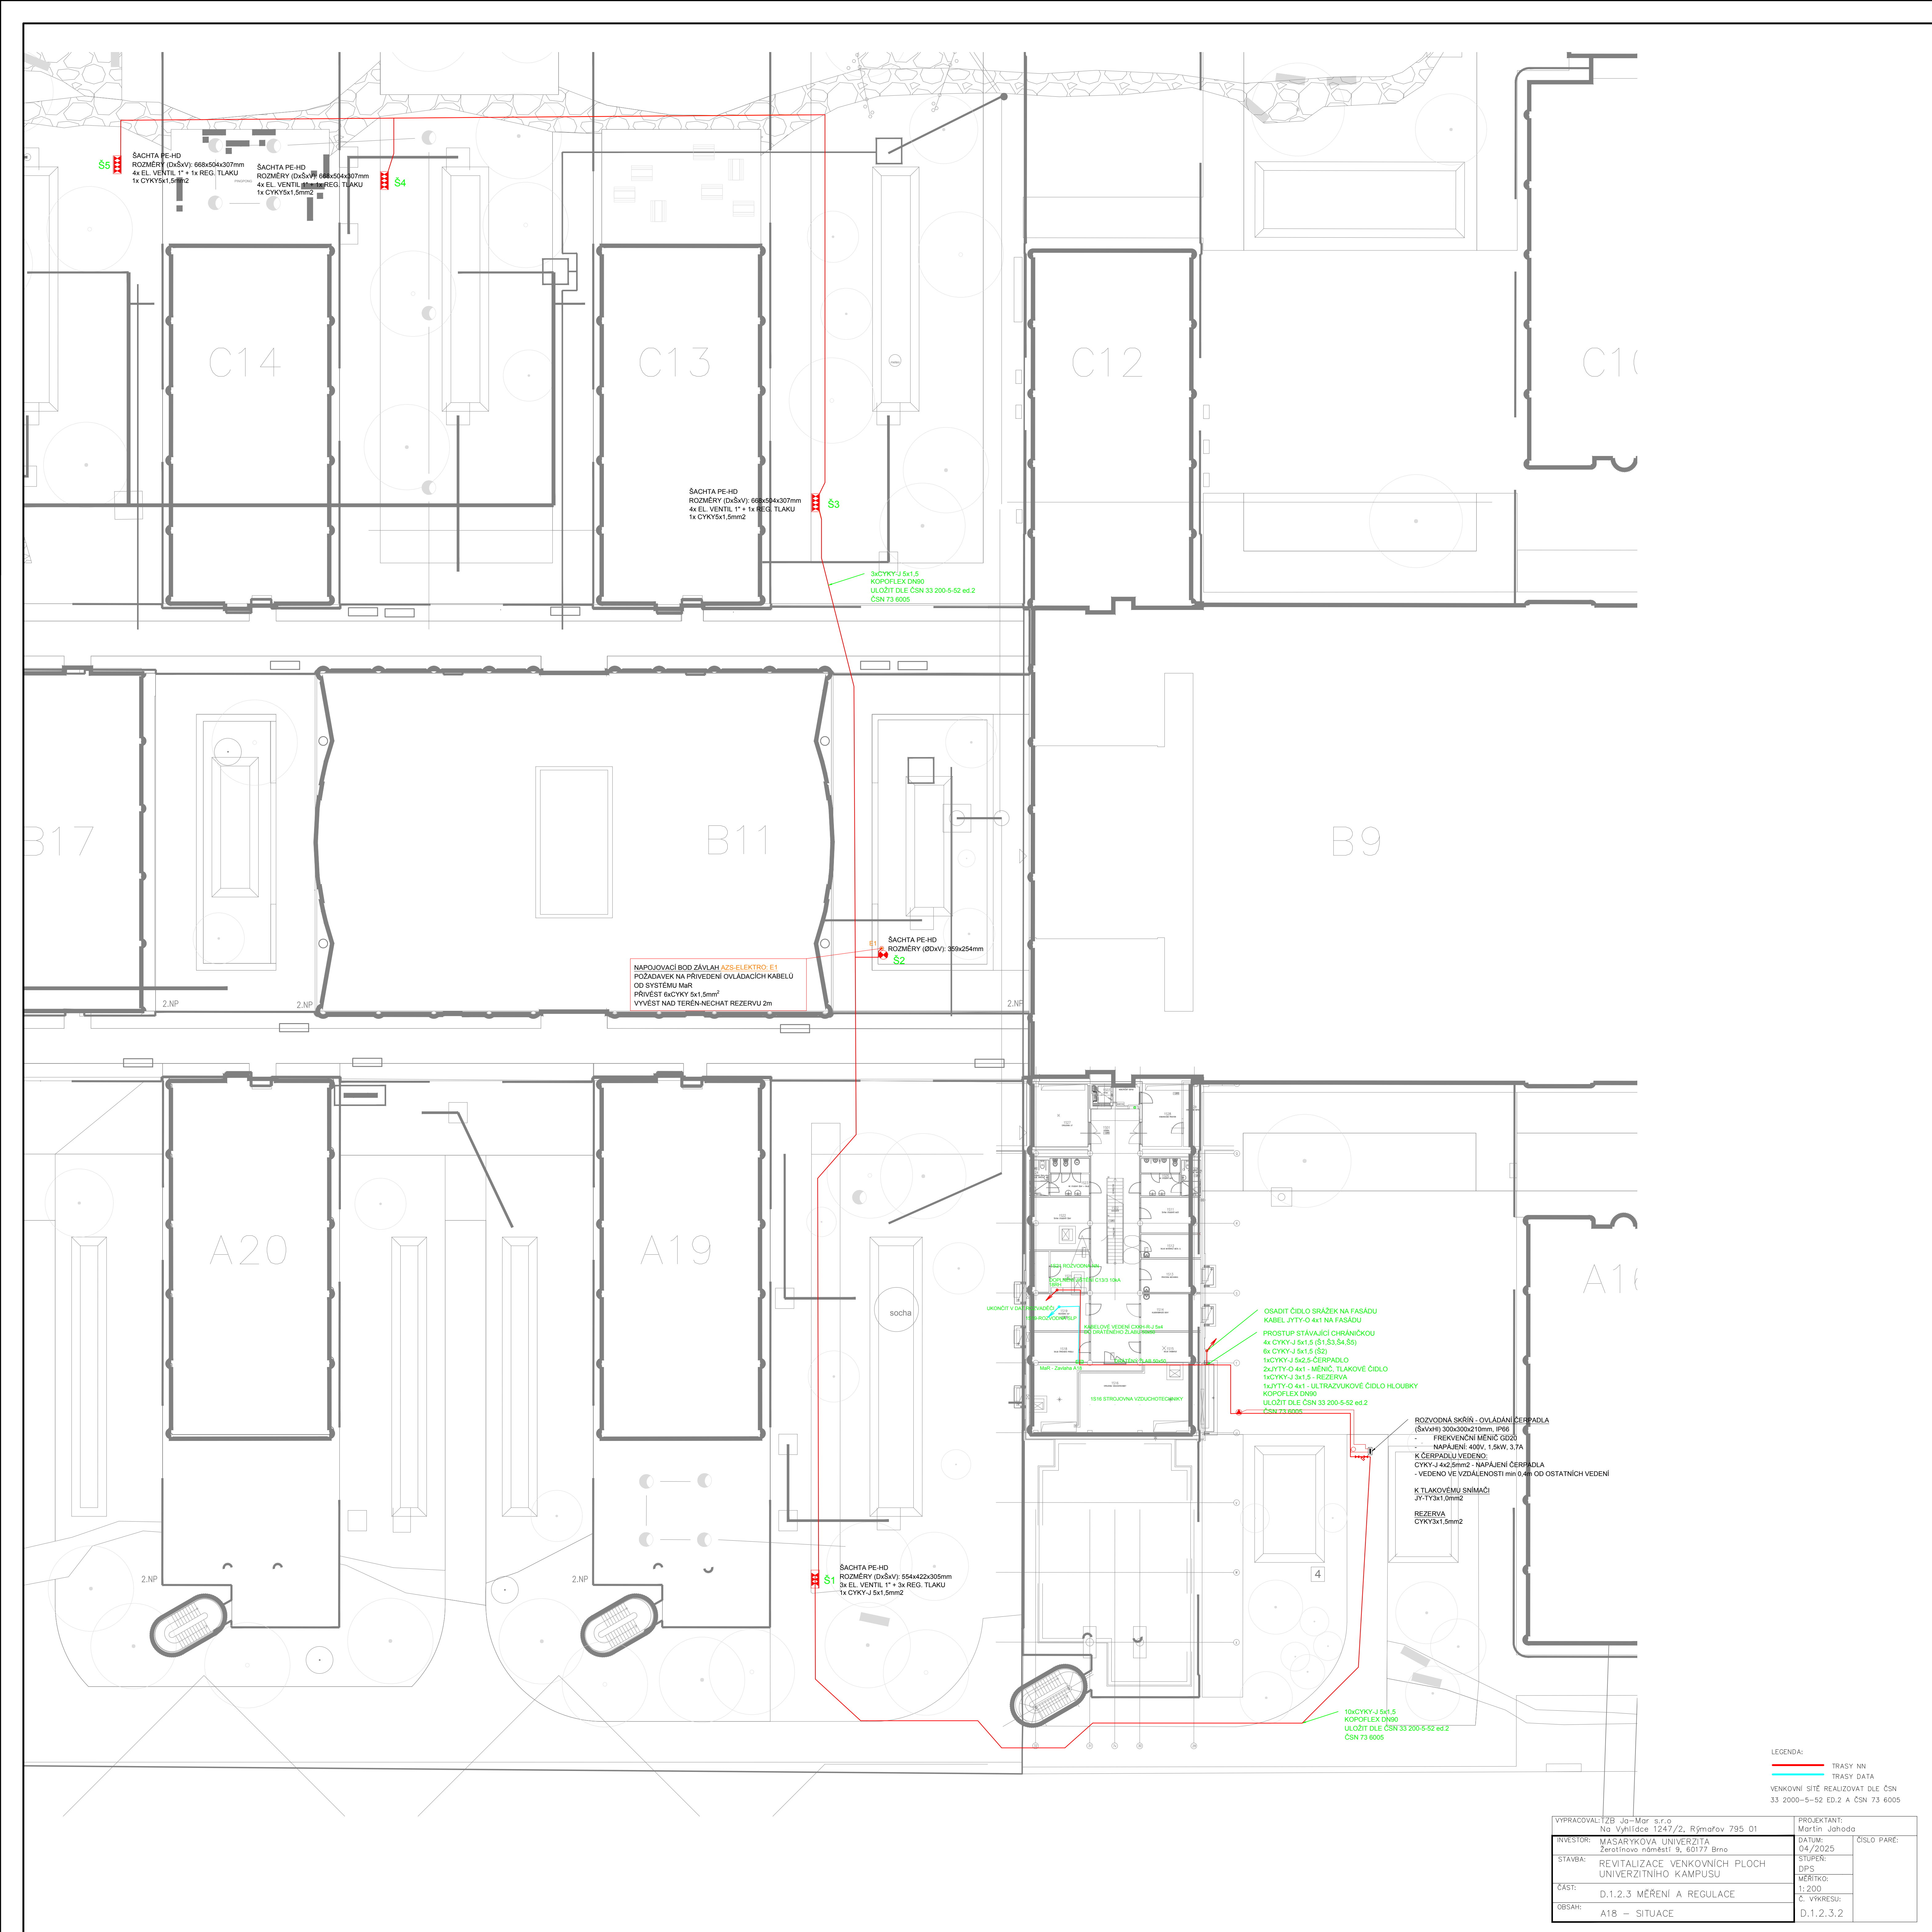 Š5
ŠACHTA PE-HD
ROZMĚRY (DxŠxV): 668x504x307mm
4x EL. VENTIL 1" + 1x REG. TLAKU
1x CYKY5x1,5mm2
ŠACHTA PE-HD
ROZMĚRY (DxŠxV): 668x504x307mm
4x EL. VENTIL 1" + 1x REG. TLAKU
1x CYKY5x1,5mm2
Š4
C14
C13
C12
ŠACHTA PE-HD
ROZMĚRY (DxŠxV): 668x504x307mm
4x EL. VENTIL 1" + 1x REG. TLAKU
1x CYKY5x1,5mm2
Š3
3xCYKY-J 5x1,5
KOPOFLEX DN90
ULOŽIT DLE ČSN 33 200-5-52 ed.2
ČSN 73 6005
B17
B11
B9
E1
ŠACHTA PE-HD
ROZMĚRY (ØDxV): 359x254mm
Š2
NAPOJOVACÍ BOD ZÁVLAH AZS-ELEKTRO: E1
POŽADAVEK NA PŘIVEDENÍ OVLÁDACÍCH KABELŮ
OD SYSTÉMU MaR
PŘIVÉST 6xCYKY 5x1,5mm2
VYVÉST NAD TERÉN-NECHAT REZERVU 2m
2.NP
2.NP
2.NP
A20
A19
socha
MaR - Závlaha A18
1S16 STROJOVNA VZDUCHOTECHNIKY
OSADIT ČIDLO SRÁŽEK NA FASÁDU
KABEL JYTY-O 4x1 NA FASÁDU
PROSTUP STÁVAJÍCÍ CHRÁNIČKOU
4x CYKY-J 5x1,5 (Š1,Š3,Š4,Š5)
6x CYKY-J 5x1,5 (Š2)
1xCYKY-J 5x2,5-ČERPADLO
2xJYTY-O 4x1 - MĚNIČ, TLAKOVÉ ČIDLO.
1xCYKY-J 3x1,5 - REZERVA
1xJYTY-O 4x1 - ULTRAZVUKOVÉ ČIDLO HLOUBKY
KOPOFLEX DN90
ULOŽIT DLE ČSN 33 200-5-52 ed.2
ČSN 73 6005
ROZVODNÁ SKŘÍŇ - OVLÁDÁNÍ ČERPADLA
(ŠxVxHl) 300x300x210mm, IP66
- FREKVENČNÍ MĚNIČ GD20
- NAPÁJENÍ: 400V, 1,5kW, 3,7A
K ČERPADLU VEDENO:
CYKY-J 4x2,5mm2 - NAPÁJENÍ ČERPADLA
- VEDENO VE VZDÁLENOSTI min 0,4m OD OSTATNÍCH VEDENÍ
K TLAKOVÉMU SNÍMAČI
JY-TY3x1,0mm2
REZERVA
CYKY3x1,5mm2
2.NP
2.NP
Š1
ŠACHTA PE-HD
ROZMĚRY (DxŠxV): 554x422x305mm
3x EL. VENTIL 1" + 3x REG. TLAKU
1x CYKY-J 5x1,5mm2
4
10xCYKY-J 5x1,5
KOPOFLEX DN90
ULOŽIT DLE ČSN 33 200-5-52 ed.2
ČSN 73 6005
LEGENDA:
TRASY NN
TRASY DATA
VENKOVNÍ SÍTĚ REALIZOVAT DLE ČSN
33 2000-5-52 ED.2 A ČSN 73 6005
VYPRACOVAL: TZB Ja-Mar s.r.o
Na Vyhlídce 1247/2, Rýmařov 795 01
PROJEKTANT:
Martin Jahoda
INVESTOR: MASARYKOVA UNIVERZITA
Žerotínovo náměstí 9, 60177 Brno
DATUM:
04/2025
ČÍSLO PARÉ:
STAVBA: REVITALIZACE VENKOVNÍCH PLOCH
UNIVERZITNÍHO KAMPUSU
STUPEŇ:
DPS
MĚŘÍTKO:
1:200
ČÁST: D.1.2.3 MĚŘENÍ A REGULACE
Č. VÝKRESU:
D.1.2.3.2
OBSAH: A18 - SITUACE